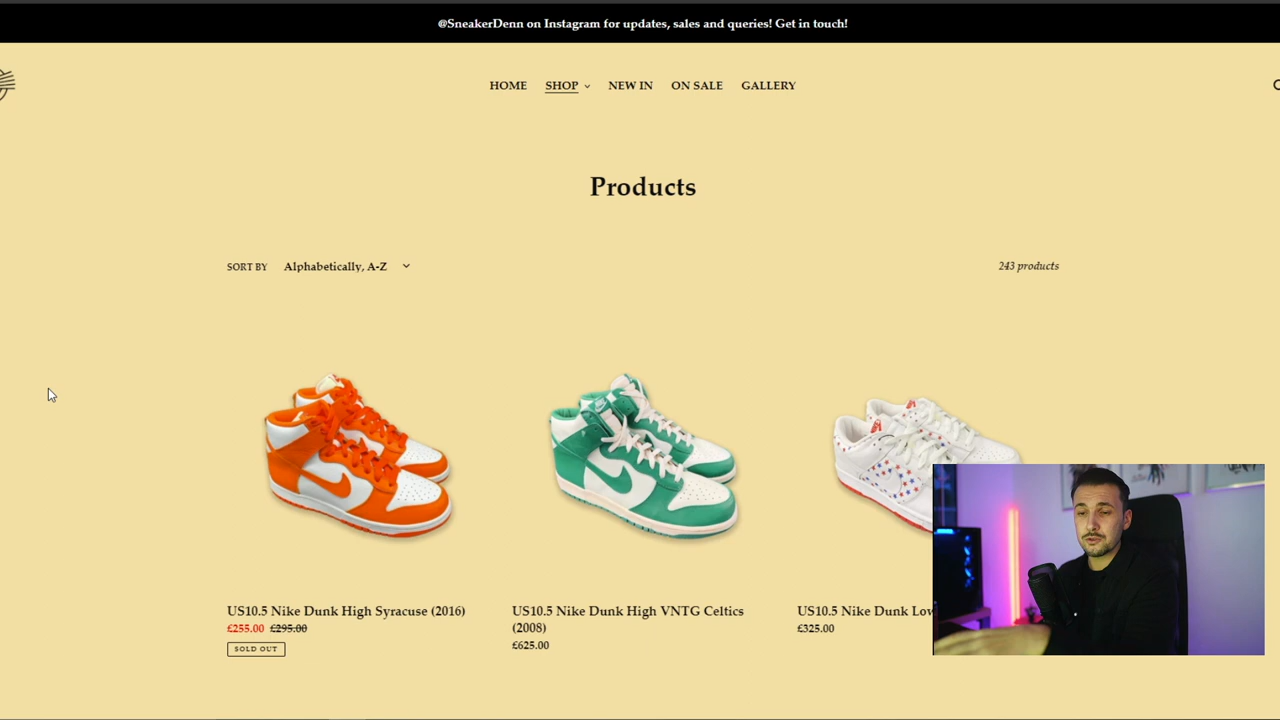 @SneakerDenn on Instagram for updates, sales and queries! Get in touch!
HOME SHOP NEW IN ON SALE GALLERY
Products
SORT BY Alphabetically, A-Z
243 products
US10.5 Nike Dunk High Syracuse (2016)
£255.00 £295.00
SOLD OUT
US10.5 Nike Dunk High VNTG Celtics
(2008)
£625.00
US10.5 Nike Dunk
£325.00